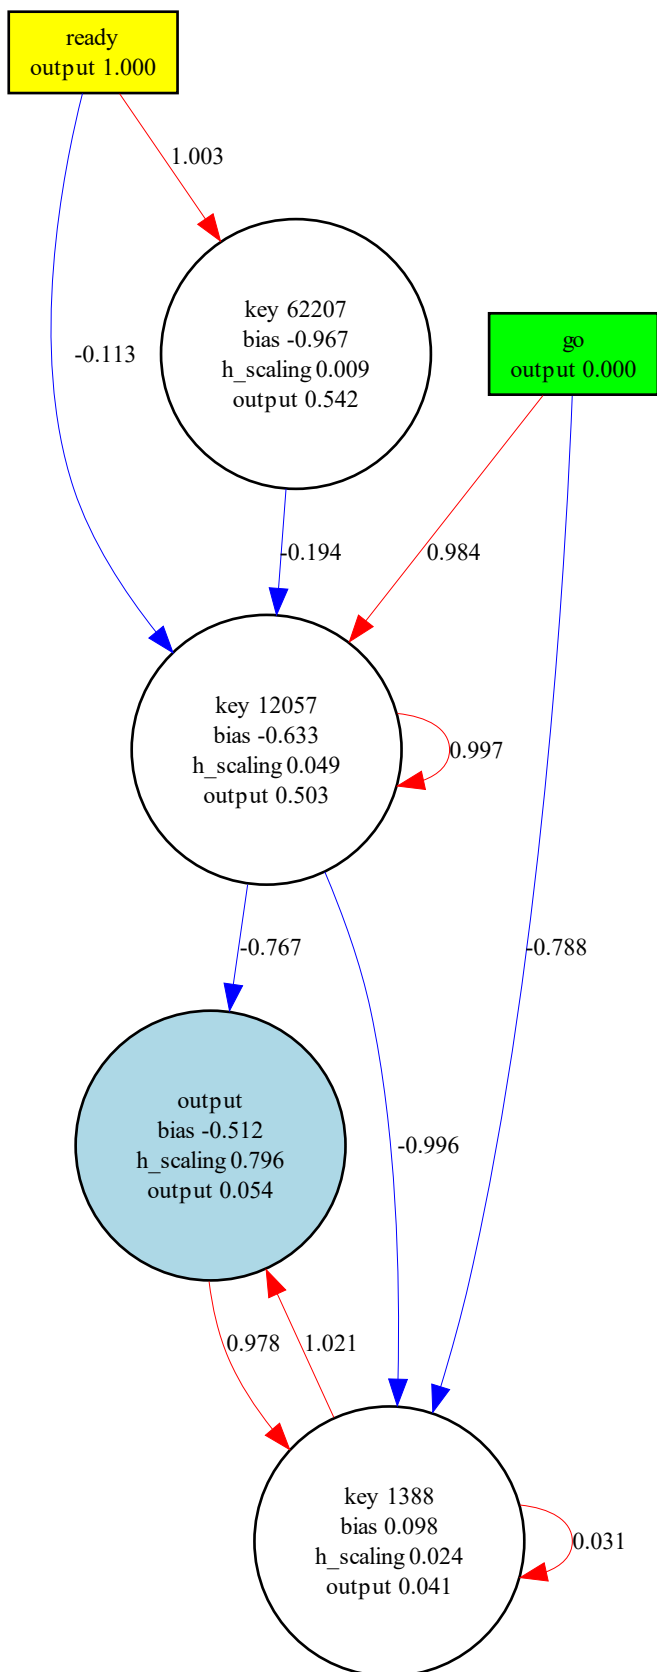 ready
output 1.000
1.003
-0.113
key 62207
bias -0.967
h_scaling 0.009
output 0.542
go
output 0.000
-0.194
0.984
key 12057
bias -0.633
h_scaling 0.049
output 0.503
0.997
-0.767
-0.788
output
bias -0.512
h_scaling 0.796
output 0.054
-0.996
0.978
1.021
key 1388
bias 0.098
h_scaling 0.024
output 0.041
0.031